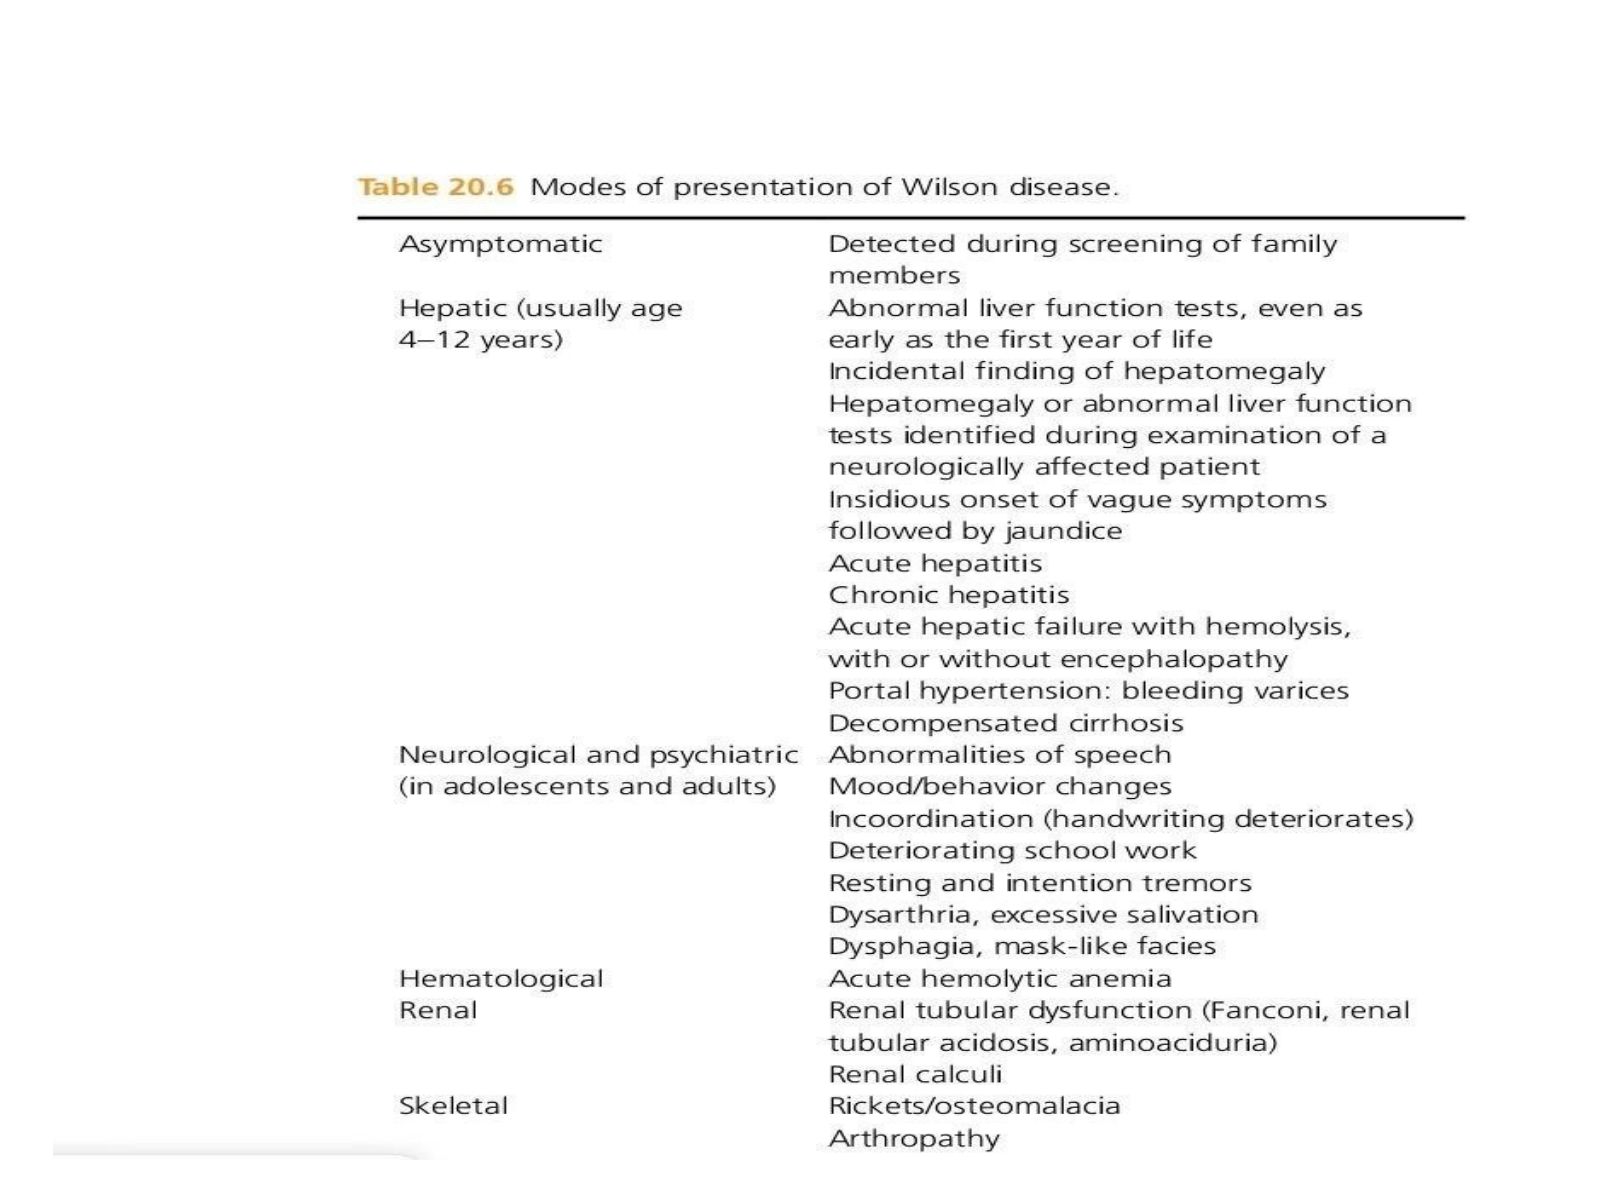 Table 20.6 Modes of presentation of Wilson disease.
Asymptomatic Detected during screening of family
members
Hepatic (usually age Abnormal liver function tests, even as
4–12 years) early as the first year of life
Incidental finding of hepatomegaly
Hepatomegaly or abnormal liver function
tests identified during examination of a
neurologically affected patient
Insidious onset of vague symptoms
followed by jaundice
Acute hepatitis
Chronic hepatitis
Acute hepatic failure with hemolysis,
with or without encephalopathy
Portal hypertension: bleeding varices
Decompensated cirrhosis
Neurological and psychiatric Abnormalities of speech
(in adolescents and adults) Mood/behavior changes
Incoordination (handwriting deteriorates)
Deteriorating school work
Resting and intention tremors
Dysarthria, excessive salivation
Dysphagia, mask-like facies
Hematological Acute hemolytic anemia
Renal Renal tubular dysfunction (Fanconi, renal
tubular acidosis, aminoaciduria)
Renal calculi
Skeletal Rickets/osteomalacia
Arthropathy